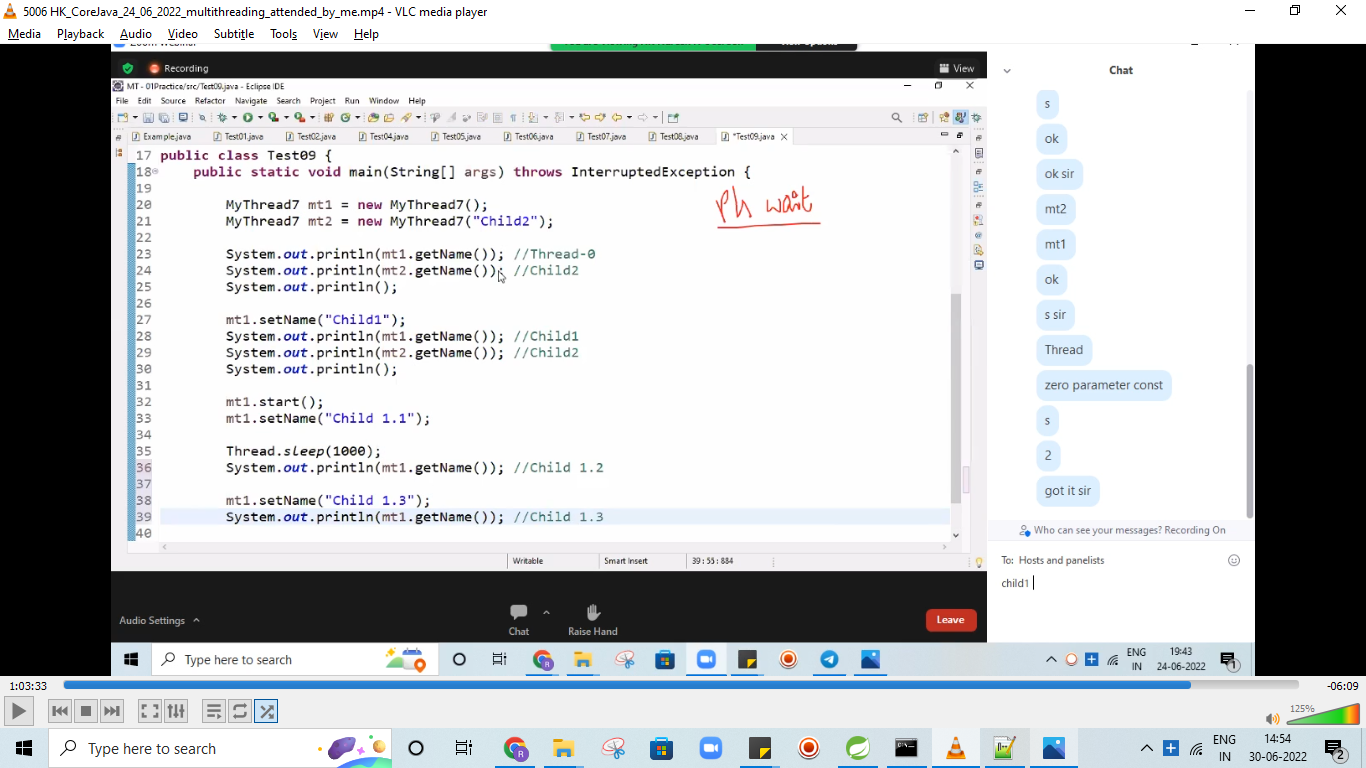 5006 HK_CoreJava_24_06_2022_multithreading_attended_by_me.mp4 - VLC media player
Media Playback Audio Video Subtitle Tools View Help
Recording
View
MT - 01Practice/src/Test09.java - Eclipse IDE
File Edit Source Refactor Navigate Search Project Run Window Help
Example.java Test01.java Test02.java Test04.java Test05.java Test06.java Test07.java Test08.java *Test09.java
17 public class Test09 {
18 public static void main(String[] args) throws InterruptedException {
19
20 MyThread7 mt1 = new MyThread7();
21 MyThread7 mt2 = new MyThread7("Child2");
22
23 System.out.println(mt1.getName()); //Thread-0
24 System.out.println(mt2.getName()); //Child2
25 System.out.println();
26
27 mt1.setName("Child1");
28 System.out.println(mt1.getName()); //Child1
29 System.out.println(mt2.getName()); //Child2
30 System.out.println();
31
32 mt1.start();
33 mt1.setName("Child 1.1");
34
35 Thread.sleep(1000);
36 System.out.println(mt1.getName()); //Child 1.2
37
38 mt1.setName("Child 1.3");
39 System.out.println(mt1.getName()); //Child 1.3
40
Writable Smart Insert 39 : 55 : 884
wait
Chat
s
ok
ok sir
mt2
mt1
ok
s sir
Thread
zero parameter const
s
2
got it sir
Who can see your messages? Recording On
To: Hosts and panelists
child1
Audio Settings
Chat
Raise Hand
Leave
Type here to search
ENG
IN
19:43
24-06-2022
1
1:03:33
-06:09
125%
Type here to search
ENG
IN
14:54
30-06-2022
2